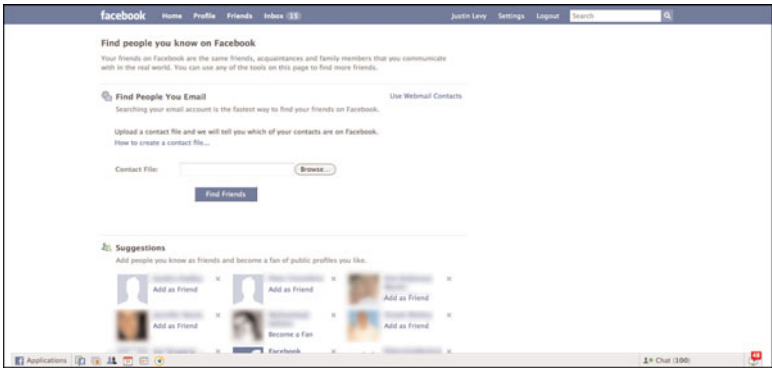 facebook Home Profile Friends Inbox 15 Justin Levy Settings Logout Search
Find people you know on Facebook
Your friends on Facebook are the same friends, acquaintances and family members that you communicate
with in the real world. You can use any of the tools on this page to find more friends.
Find People You Email Use Webmail Contacts
Searching your email account is the fastest way to find your friends on Facebook.
Upload a contact file and we will tell you which of your contacts are on Facebook.
How to create a contact file...
Contact File: Browse...
Find Friends
Suggestions
Add people you know as friends and become a fan of public profiles you like.
Add as Friend Add as Friend Add as Friend
Add as Friend Become a Fan Add as Friend
Facebook
Applications Chat (100) 48